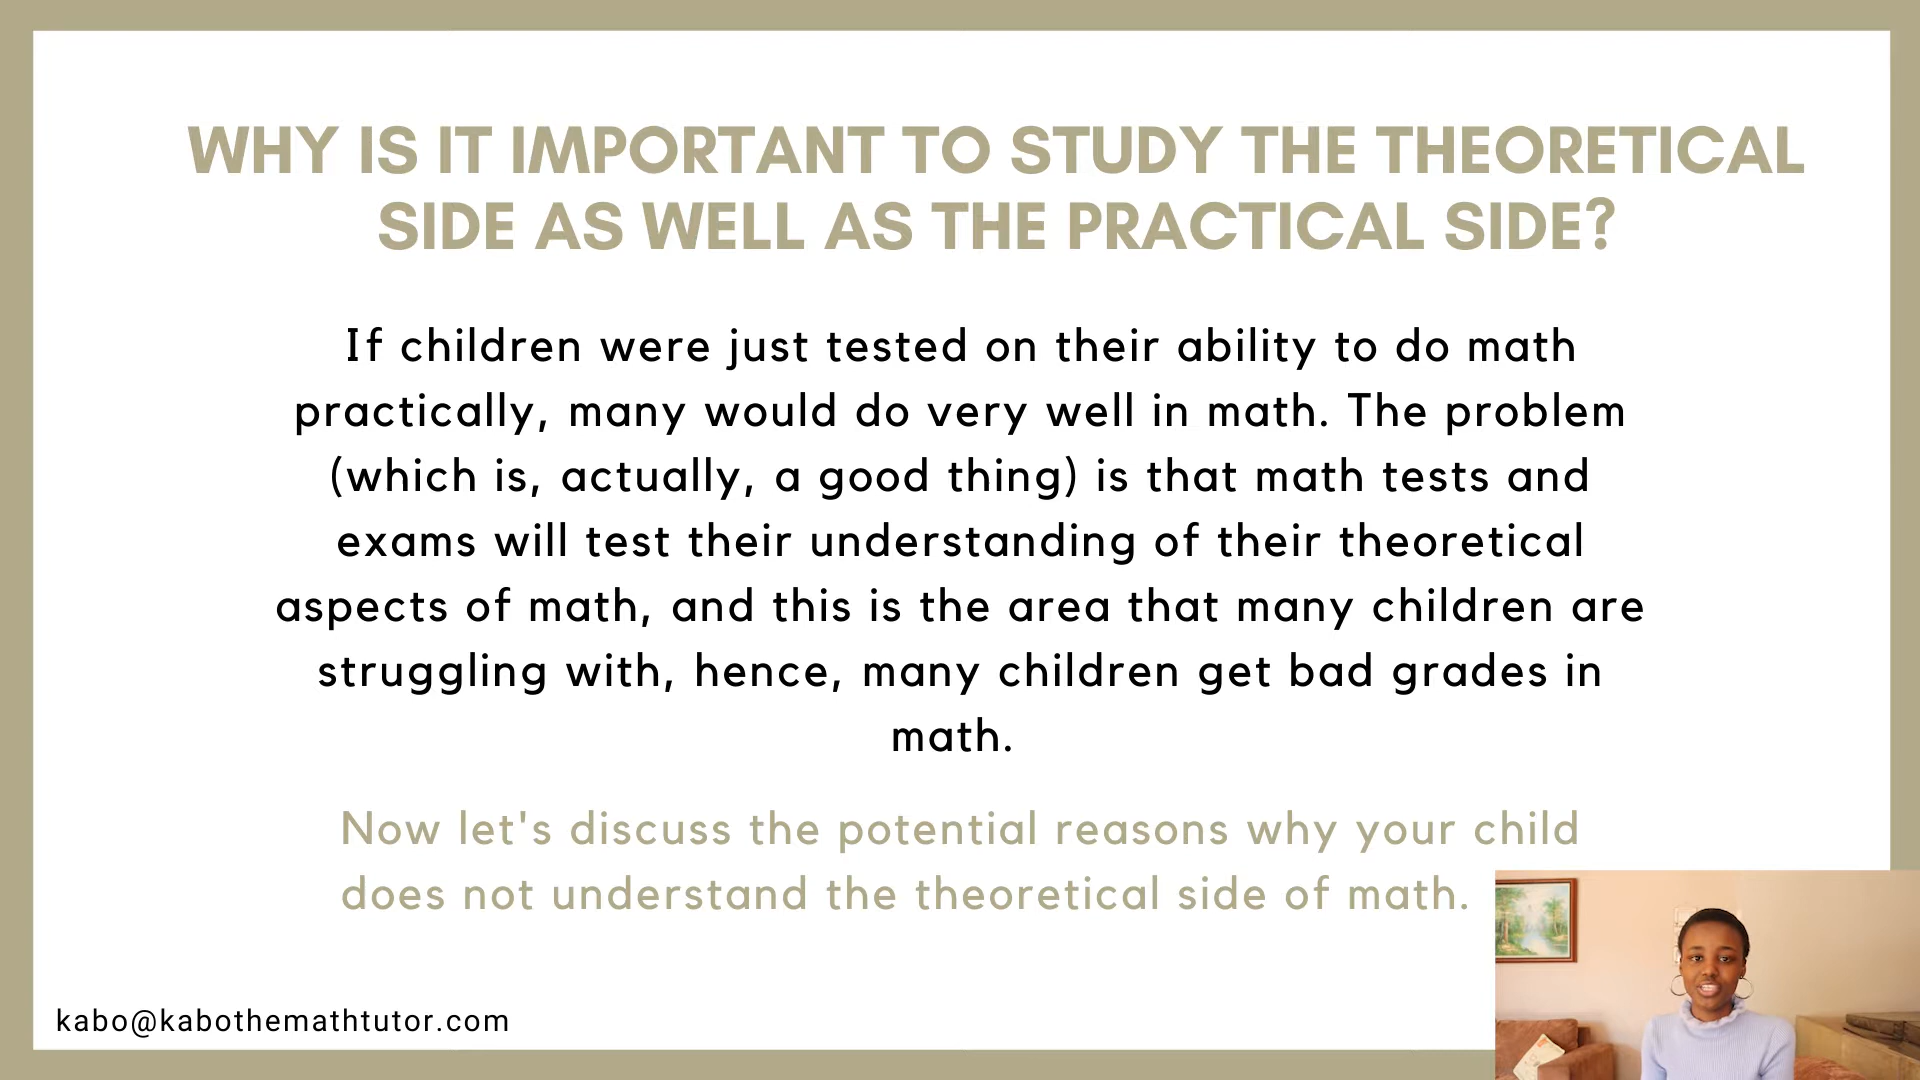 WHY IS IT IMPORTANT TO STUDY THE THEORETICAL
SIDE AS WELL AS THE PRACTICAL SIDE?
If children were just tested on their ability to do math
practically, many would do very well in math. The problem
(which is, actually, a good thing) is that math tests and
exams will test their understanding of their theoretical
aspects of math, and this is the area that many children are
struggling with, hence, many children get bad grades in
math.
Now let's discuss the potential reasons why your child
does not understand the theoretical side of math.
kabo@kabothemathtutor.com